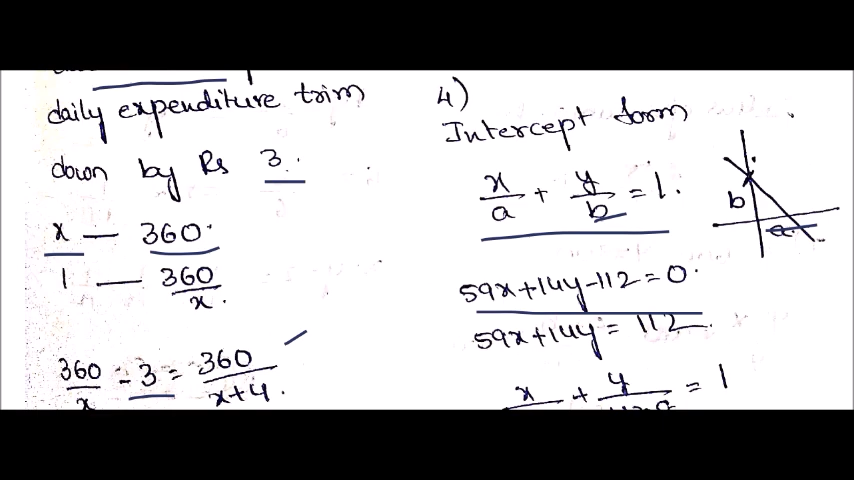 daily expenditure trim
down by Rs 3.
x — 360
1 — 360/x.
360/x - 3 = 360/x+4.
4)
Intercept form
x/a + y/b = 1.
b
a
59x+14y-112=0
59x+14y = 112
x + y = 1